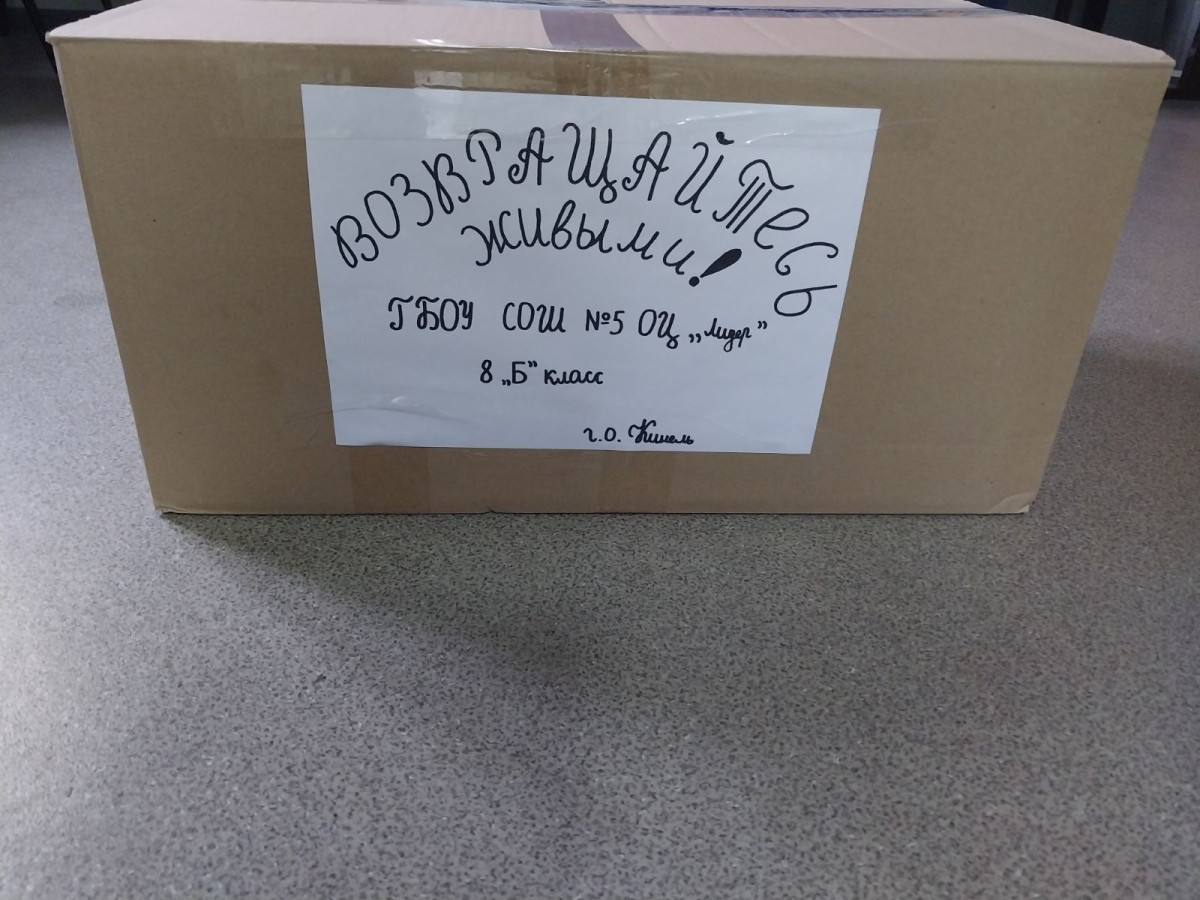 ВОЗВРАЩАЙТЕСЬ
живыми!
ГБОУ СОШ №5 ОЦ „Лидер”
8 „Б” класс
г.о. Кинель